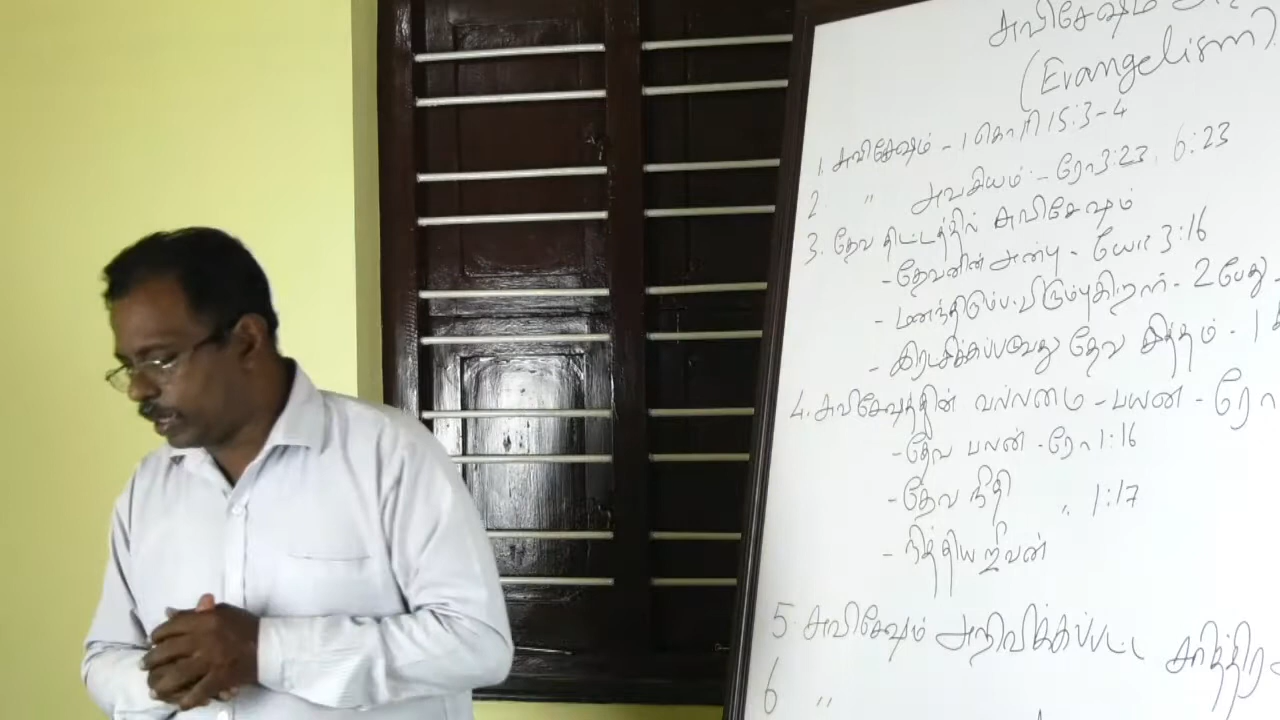 சுவிசேஷம்
(Evangelism)
1. சுவிசேஷம் - 1 கொரி 15:3-4
2 " அவசியம் - ரோ 3:23, 6:23
3. தேவ திட்டத்தில் சுவிசேஷம்
- தேவனின் அன்பு - யோ 3:16
- மனந்திரும்ப விரும்புகிறார் - 2 பேது -
- இரட்சிக்கப்படுவது தேவ சித்தம் - 1
4. சுவிசேஷத்தின் வல்லமை - பயன் - ரோ
- தேவ பலன் - ரோ 1:16
- தேவ நீதி " 1:17
- நித்திய ஜீவன்
5 சுவிசேஷம் அறிவிக்கப்பட்ட சரித்திர
6 "